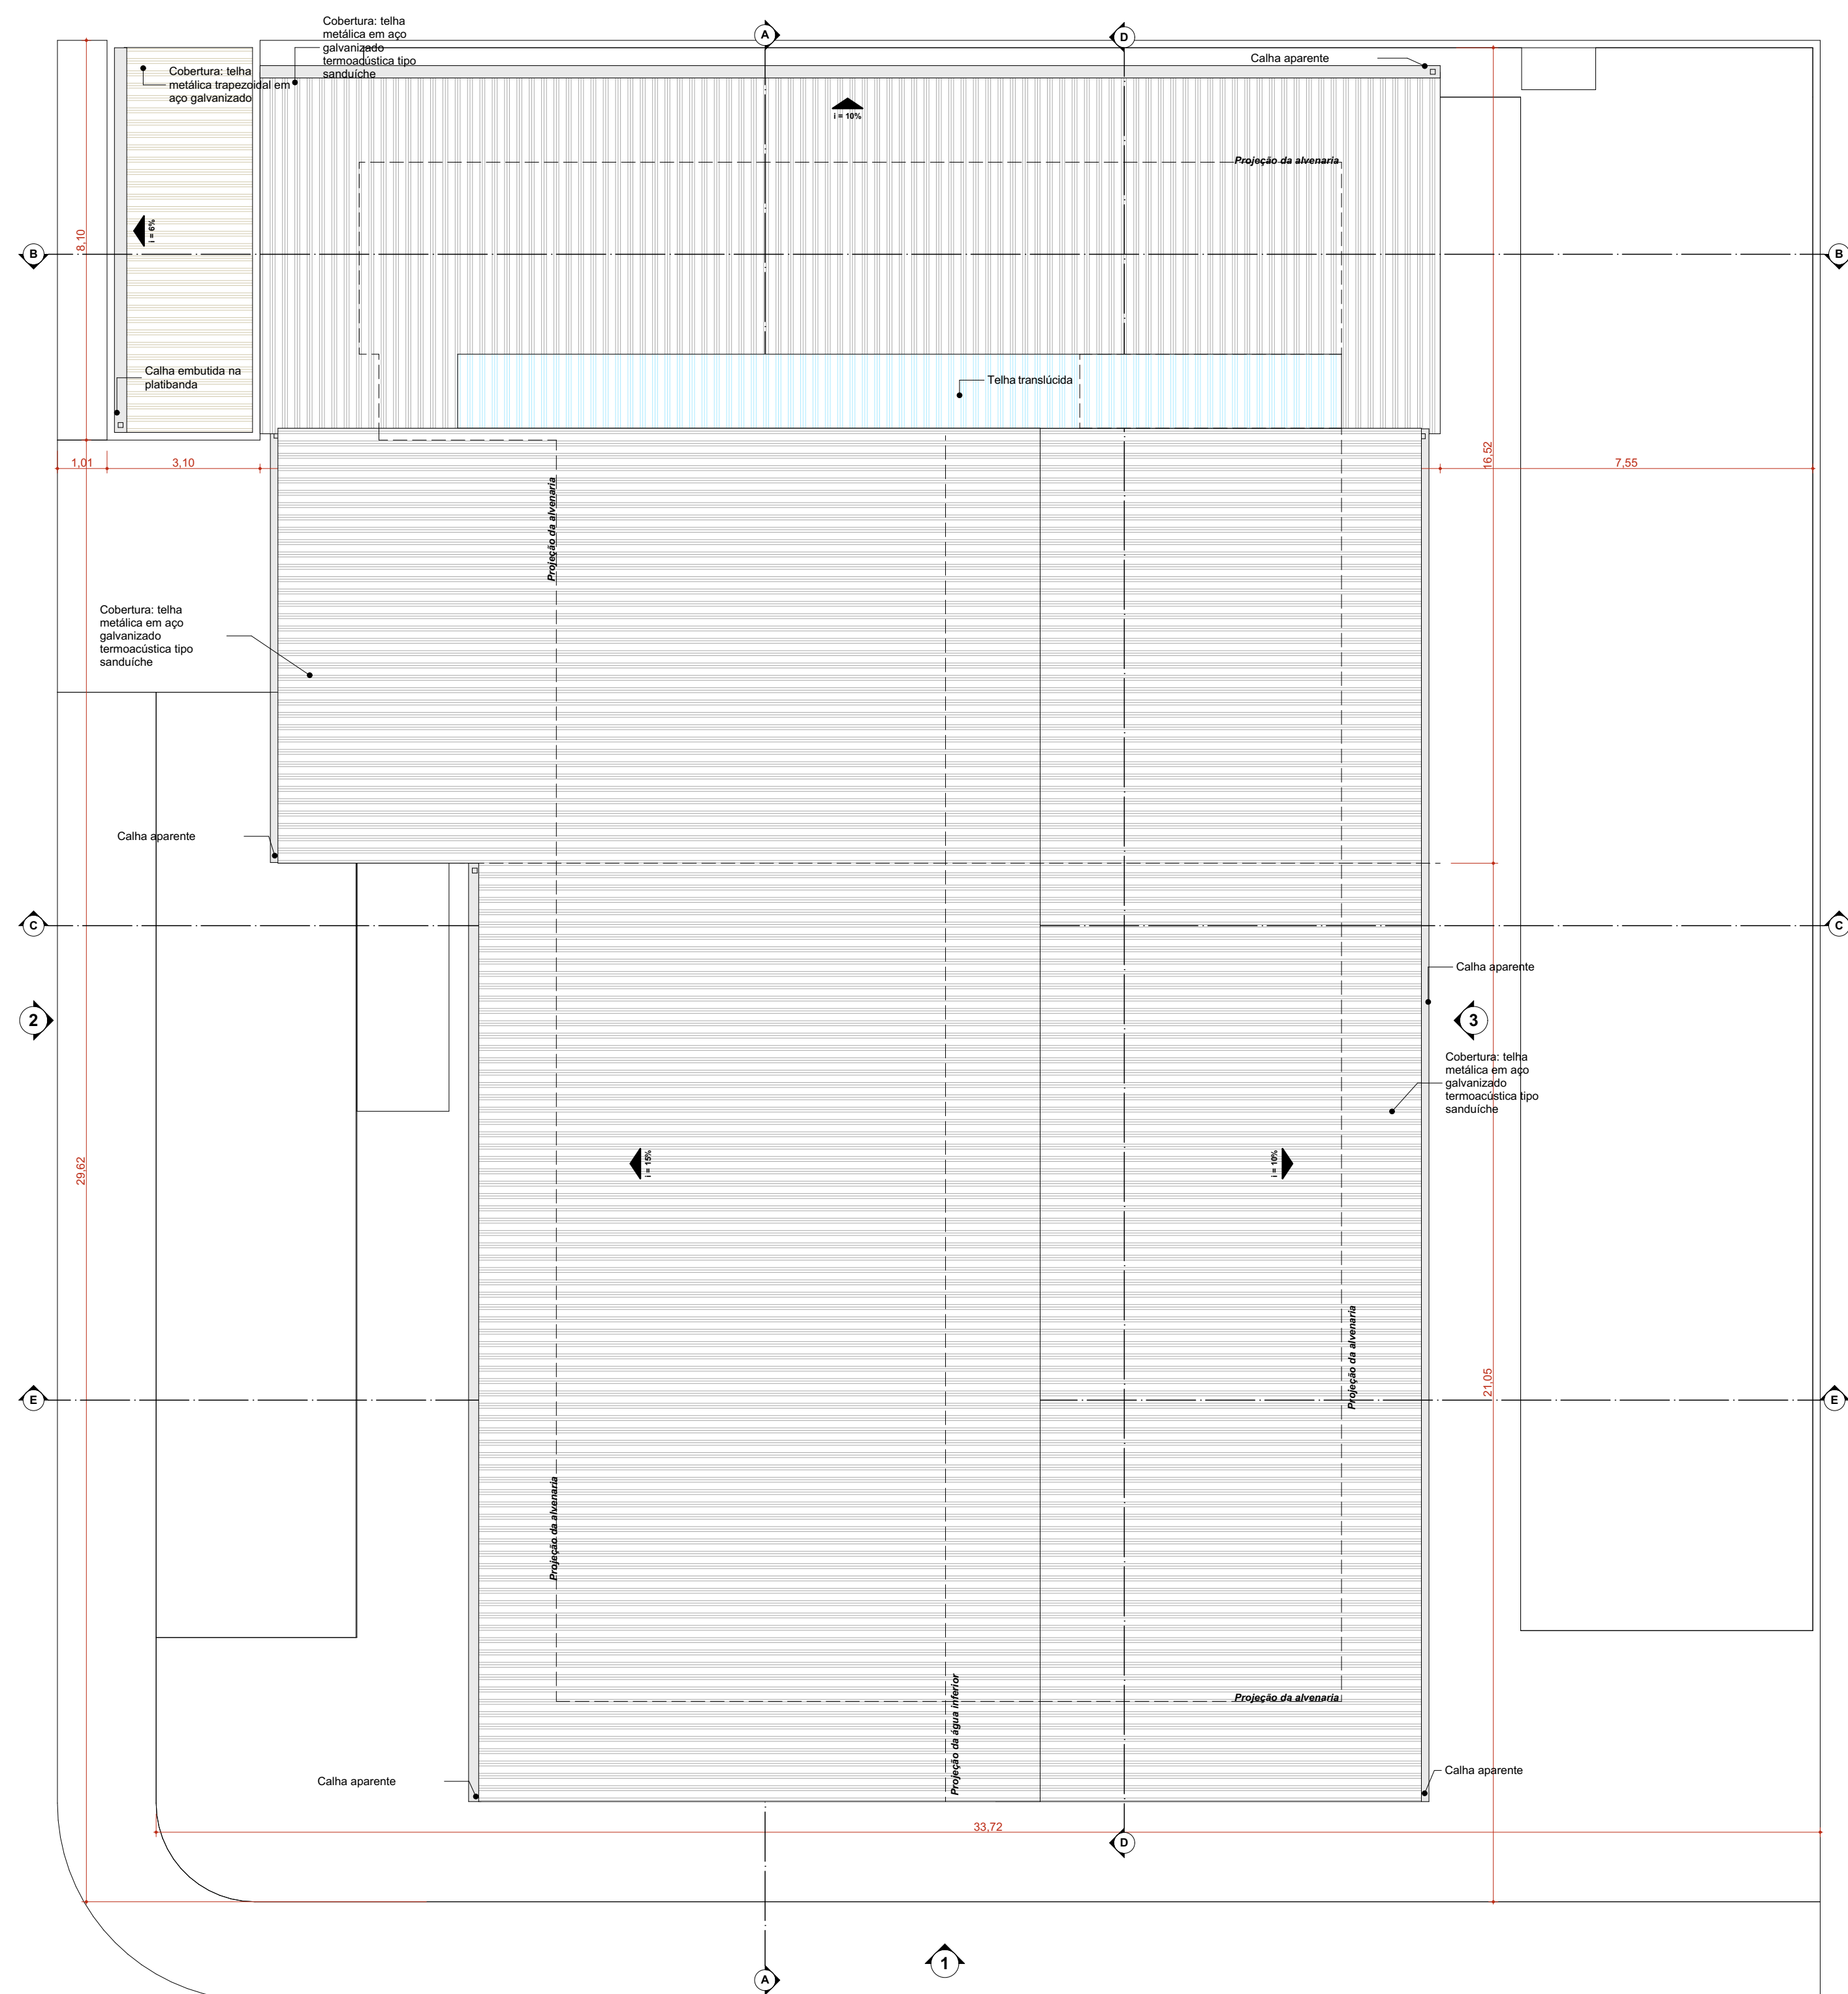 Cobertura: telha
metálica em aço
galvanizado
termoadústica tipo
sanduíche
A
D
Calha aparente
Cobertura: telha
metálica trapezoidal em
aço galvanizado
i = 10%
Projeção da alvenaria
8,10
i = 6%
B
B
Calha embutida na
platibanda
Telha translúcida
1,01
3,10
16,52
7,55
Projeção da alvenaria
Cobertura: telha
metálica em aço
galvanizado
termoacústica tipo
sanduíche
Calha aparente
C
C
Calha aparente
2
3
Cobertura: telha
metálica em aço
galvanizado
termoacústica tipo
sanduíche
29,62
i = 15%
i = 10%
Projeção da alvenaria
21,05
E
E
Projeção da alvenaria
Projeção da água inferior
Projeção da alvenaria
Calha aparente
Calha aparente
33,72
D
1
A